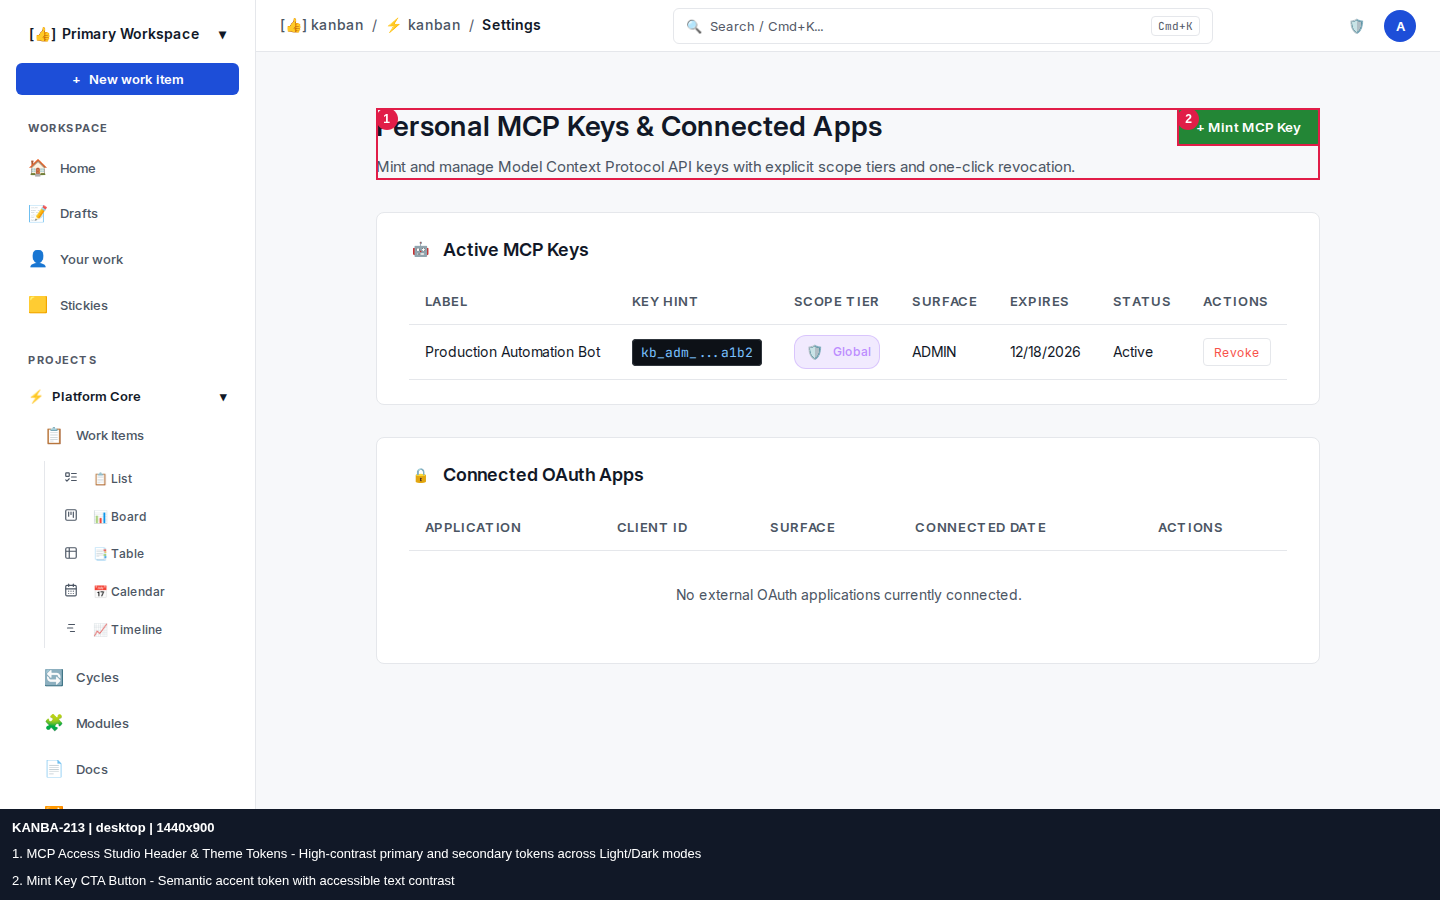 [👍] Primary Workspace ▼
+ New work item
WORKSPACE
🏠 Home
📝 Drafts
👤 Your work
🟨 Stickies
PROJECTS
⚡ Platform Core ▼
📋 Work Items
📋 List
📊 Board
📑 Table
📅 Calendar
📈 Timeline
🔄 Cycles
🧩 Modules
📄 Docs
[👍] kanban / ⚡ kanban / Settings
🔍 Search / Cmd+K...
Cmd+K
🛡️
A
1
Personal MCP Keys & Connected Apps
2
+ Mint MCP Key
Mint and manage Model Context Protocol API keys with explicit scope tiers and one-click revocation.
🤖 Active MCP Keys
LABEL KEY HINT SCOPE TIER SURFACE EXPIRES STATUS ACTIONS
Production Automation Bot kb_adm_...a1b2 🛡️ Global ADMIN 12/18/2026 Active Revoke
🔒 Connected OAuth Apps
APPLICATION CLIENT ID SURFACE CONNECTED DATE ACTIONS
No external OAuth applications currently connected.
KANBA-213 | desktop | 1440x900
1. MCP Access Studio Header & Theme Tokens - High-contrast primary and secondary tokens across Light/Dark modes
2. Mint Key CTA Button - Semantic accent token with accessible text contrast